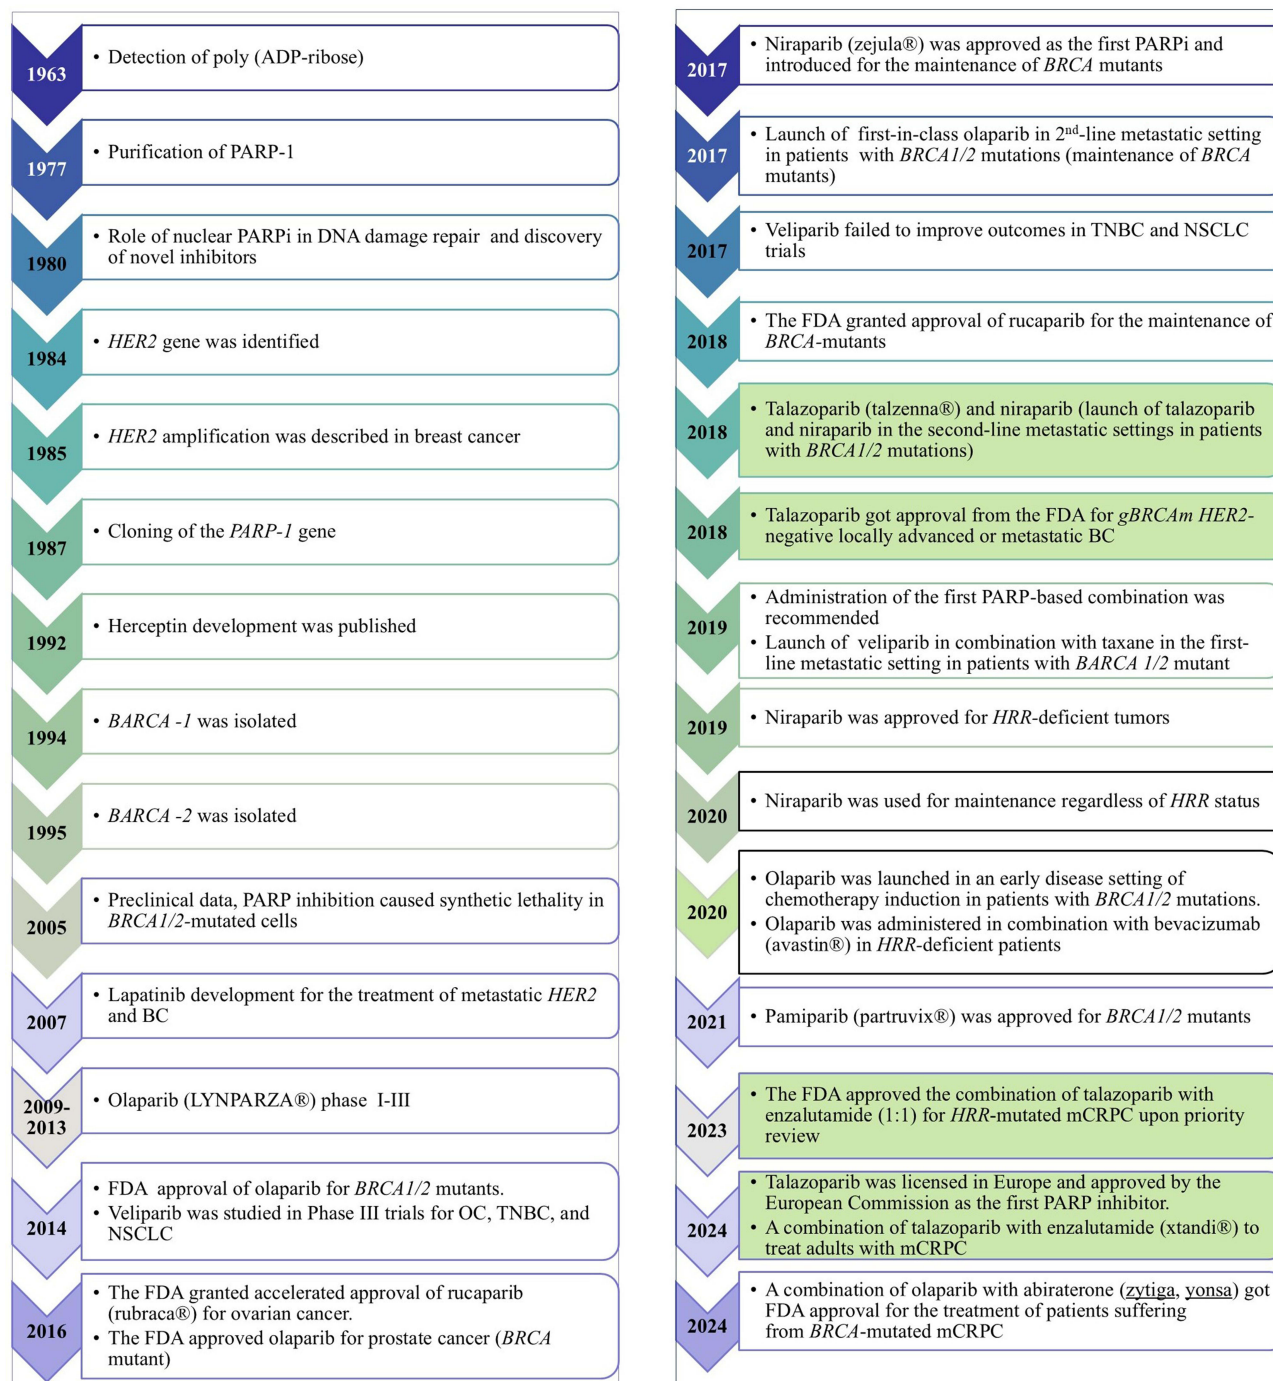 1963
• Detection of poly (ADP-ribose)
1977
• Purification of PARP-1
1980
• Role of nuclear PARPi in DNA damage repair and discovery
of novel inhibitors
1984
• HER2 gene was identified
1985
• HER2 amplification was described in breast cancer
1987
• Cloning of the PARP-1 gene
1992
• Herceptin development was published
1994
• BARCA -1 was isolated
1995
• BARCA -2 was isolated
2005
• Preclinical data, PARP inhibition caused synthetic lethality in
BRCA1/2-mutated cells
2007
• Lapatinib development for the treatment of metastatic HER2
and BC
2009-
2013
• Olaparib (LYNPARZA®) phase I-III
2014
• FDA approval of olaparib for BRCA1/2 mutants.
• Veliparib was studied in Phase III trials for OC, TNBC, and
NSCLC
2016
• The FDA granted accelerated approval of rucaparib
(rubraca®) for ovarian cancer.
• The FDA approved olaparib for prostate cancer (BRCA
mutant)
2017
• Niraparib (zejula®) was approved as the first PARPi and
introduced for the maintenance of BRCA mutants
2017
• Launch of first-in-class olaparib in 2nd-line metastatic setting
in patients with BRCA1/2 mutations (maintenance of BRCA
mutants)
2017
• Veliparib failed to improve outcomes in TNBC and NSCLC
trials
2018
• The FDA granted approval of rucaparib for the maintenance of
BRCA-mutants
2018
• Talazoparib (talzenna®) and niraparib (launch of talazoparib
and niraparib in the second-line metastatic settings in patients
with BRCA1/2 mutations)
2018
• Talazoparib got approval from the FDA for gBRCAm HER2-
negative locally advanced or metastatic BC
2019
• Administration of the first PARP-based combination was
recommended
• Launch of veliparib in combination with taxane in the first-
line metastatic setting in patients with BARCA 1/2 mutant
2019
• Niraparib was approved for HRR-deficient tumors
2020
• Niraparib was used for maintenance regardless of HRR status
2020
• Olaparib was launched in an early disease setting of
chemotherapy induction in patients with BRCA1/2 mutations.
• Olaparib was administered in combination with bevacizumab
(avastin®) in HRR-deficient patients
2021
• Pamiparib (partruvix®) was approved for BRCA1/2 mutants
2023
• The FDA approved the combination of talazoparib with
enzalutamide (1:1) for HRR-mutated mCRPC upon priority
review
2024
• Talazoparib was licensed in Europe and approved by the
European Commission as the first PARP inhibitor.
• A combination of talazoparib with enzalutamide (xtandi®) to
treat adults with mCRPC
2024
• A combination of olaparib with abiraterone (zytiga, yonsa) got
FDA approval for the treatment of patients suffering
from BRCA-mutated mCRPC